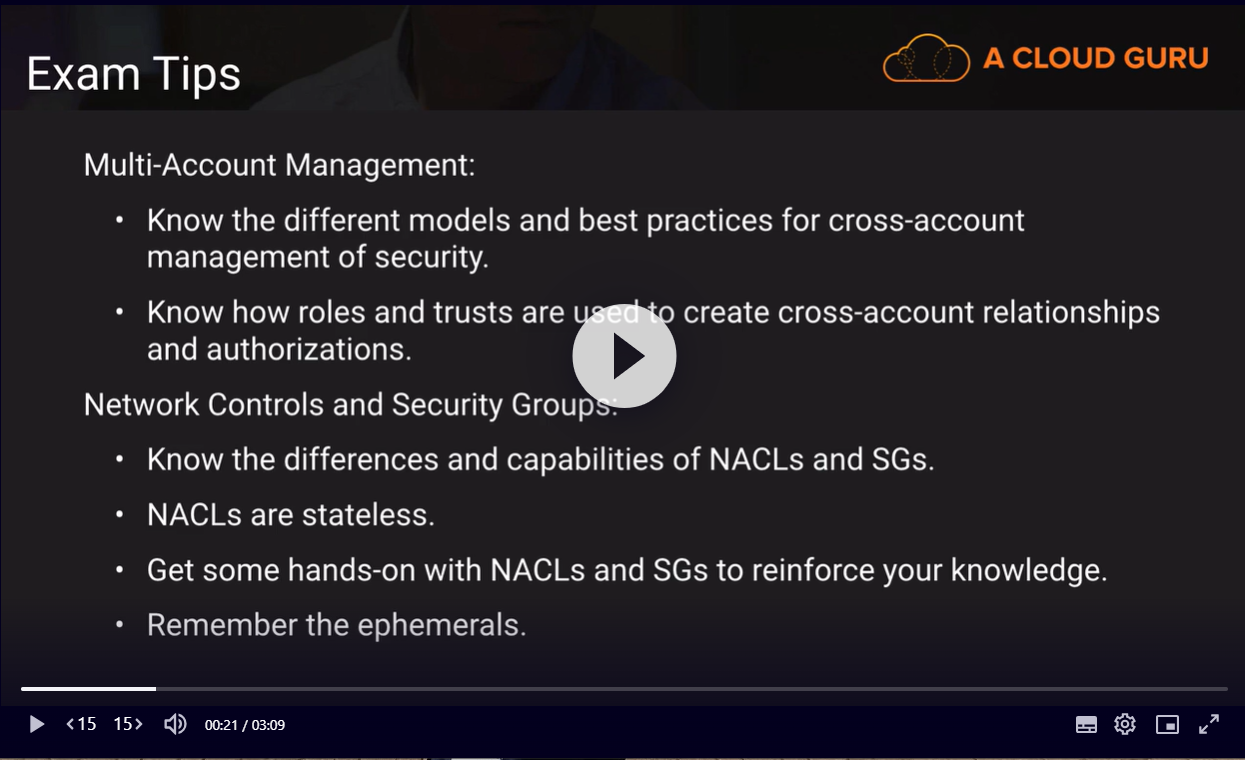 Exam Tips
A CLOUD GURU
Multi-Account Management:
• Know the different models and best practices for cross-account
management of security.
• Know how roles and trusts are used to create cross-account relationships
and authorizations.
Network Controls and Security Groups:
• Know the differences and capabilities of NACLs and SGs.
• NACLs are stateless.
• Get some hands-on with NACLs and SGs to reinforce your knowledge.
• Remember the ephemerals.
<15 15> 00:21 / 03:09